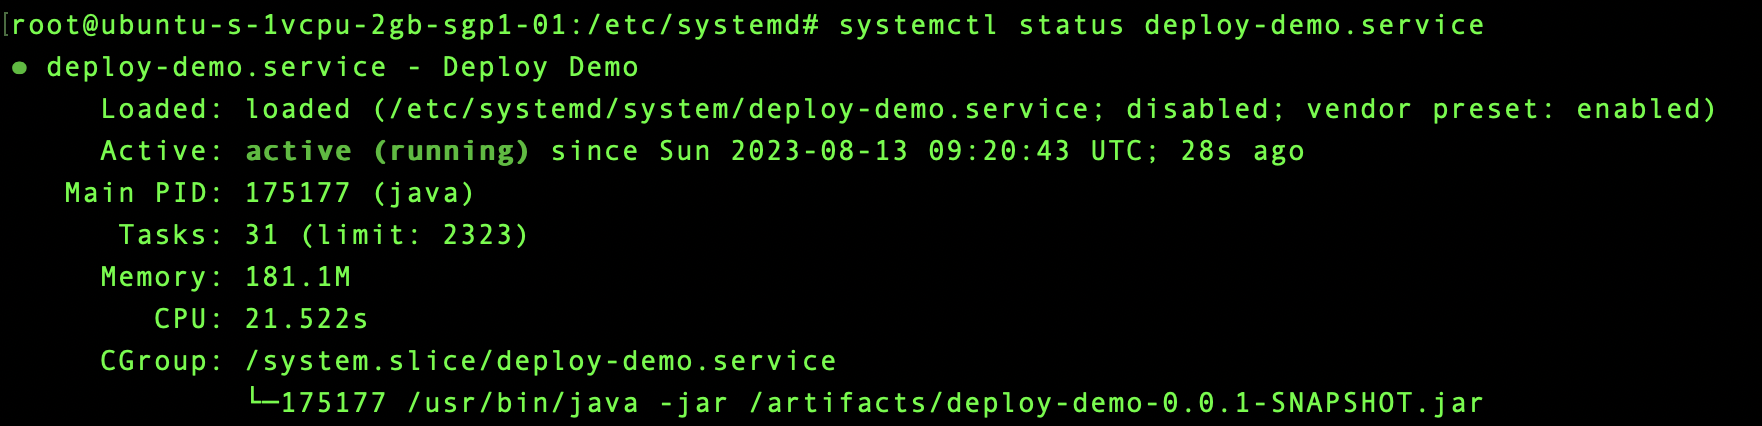 [root@ubuntu-s-1vcpu-2gb-sgp1-01:/etc/systemd# systemctl status deploy-demo.service
● deploy-demo.service - Deploy Demo
     Loaded: loaded (/etc/systemd/system/deploy-demo.service; disabled; vendor preset: enabled)
     Active: active (running) since Sun 2023-08-13 09:20:43 UTC; 28s ago
   Main PID: 175177 (java)
      Tasks: 31 (limit: 2323)
     Memory: 181.1M
        CPU: 21.522s
     CGroup: /system.slice/deploy-demo.service
             └─175177 /usr/bin/java -jar /artifacts/deploy-demo-0.0.1-SNAPSHOT.jar